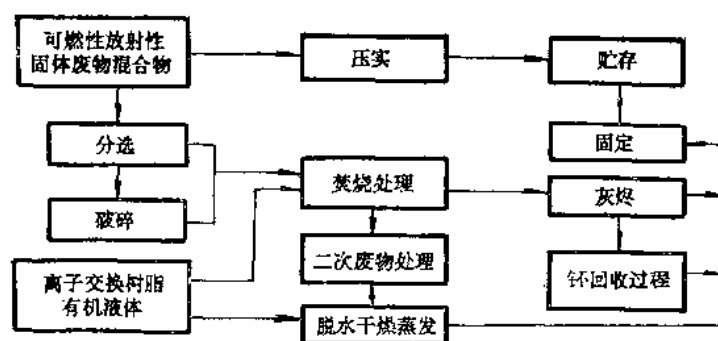 可燃性放射性
固体废物混合物
压实
贮存
分选
固定
焚烧处理
灰烬
破碎
二次废物处理
离子交换树脂
有机液体
钚回收过程
脱水干燥蒸发